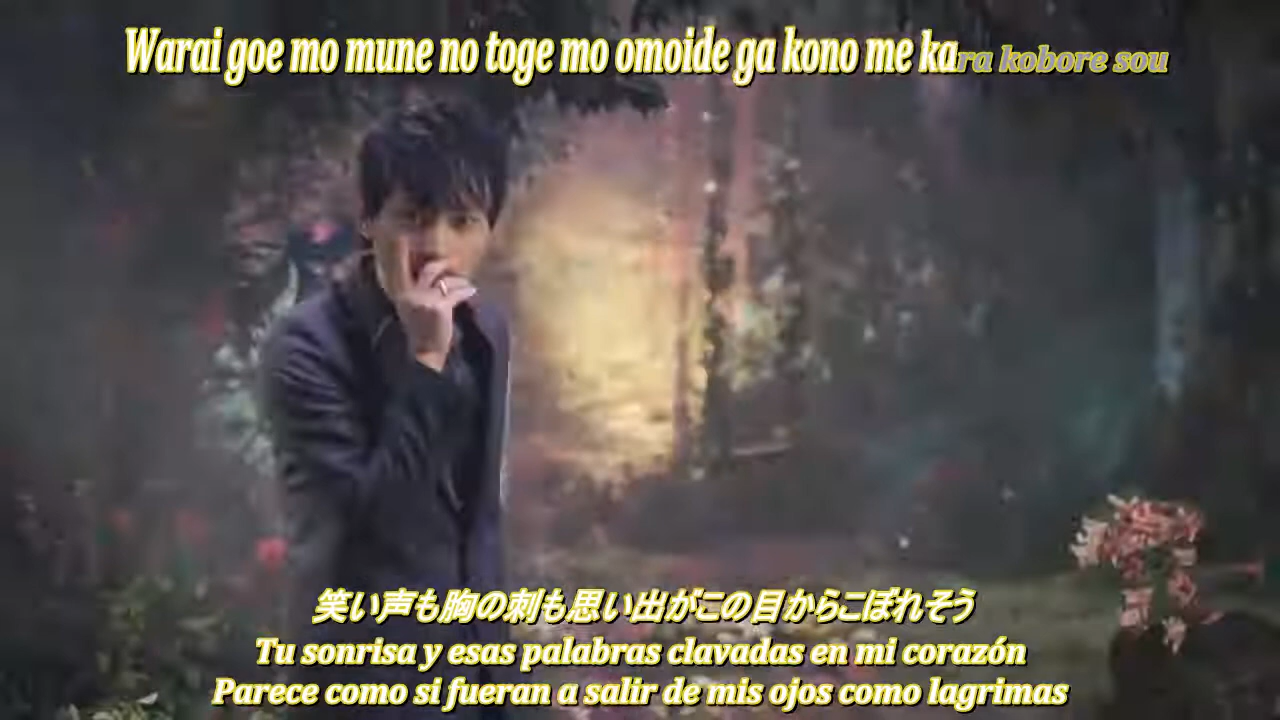 Warai goe mo mune no toge mo omoide ga kono me kara kobore sou
笑い声も胸の刺も思い出がこの目からこぼれそう
Tu sonrisa y esas palabras clavadas en mi corazón
Parece como si fueran a salir de mis ojos como lagrimas